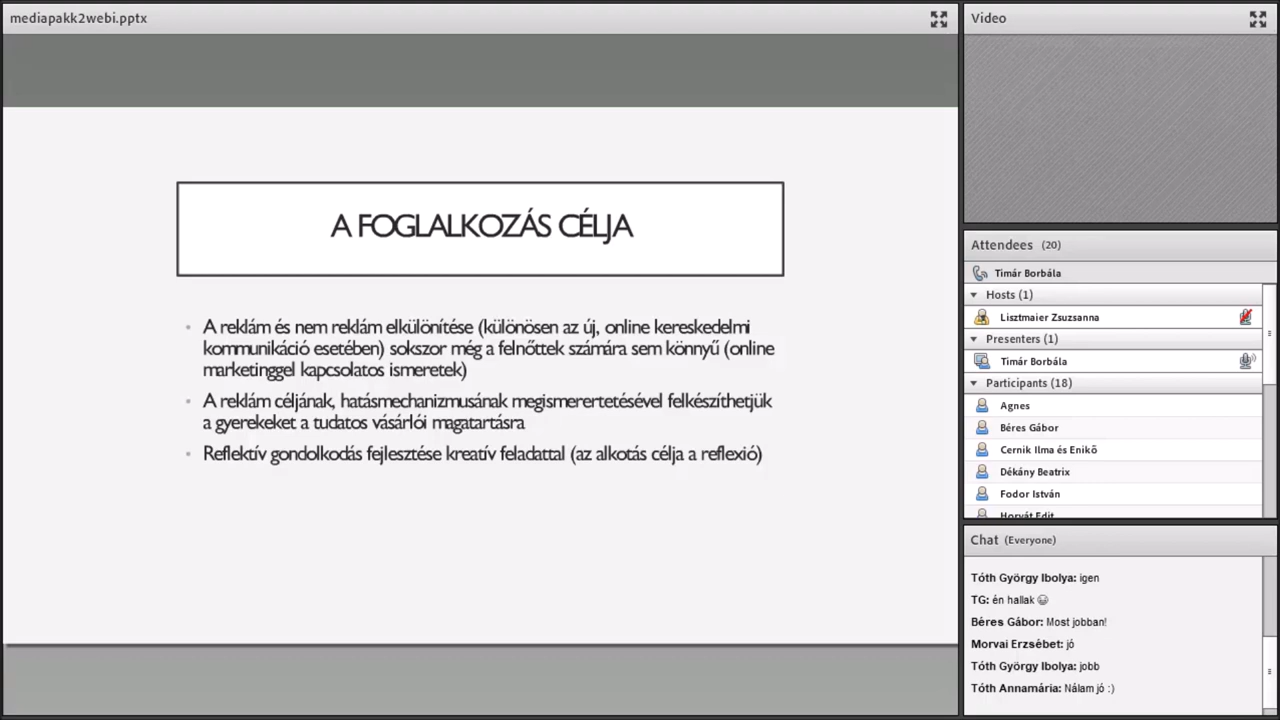 mediapakk2webi.pptx
A FOGLALKOZÁS CÉLJA
• A reklám és nem reklám elkülönítése (különösen az új, online kereskedelmi
kommunikáció esetében) sokszor még a felnőttek számára sem könnyű (online
marketinggel kapcsolatos ismeretek)
• A reklám céljának, hatásmechanizmusának megismertetésével felkészíthetjük
a gyerekeket a tudatos vásárlói magatartásra
• Reflektív gondolkodás fejlesztése kreatív feladattal (az alkotás célja a reflexió)
Video
Attendees (20)
Timár Borbála
Hosts (1)
Lisztmaier Zsuzsanna
Presenters (1)
Timár Borbála
Participants (18)
Agnes
Béres Gábor
Cernik Ilma és Enikõ
Dékány Beatrix
Fodor István
Horvát Edit
Chat (Everyone)
Tóth György Ibolya: igen
TG: én hallak 😂
Béres Gábor: Most jobban!
Morvai Erzsébet: jó
Tóth György Ibolya: jobb
Tóth Annamária: Nálam jó :)